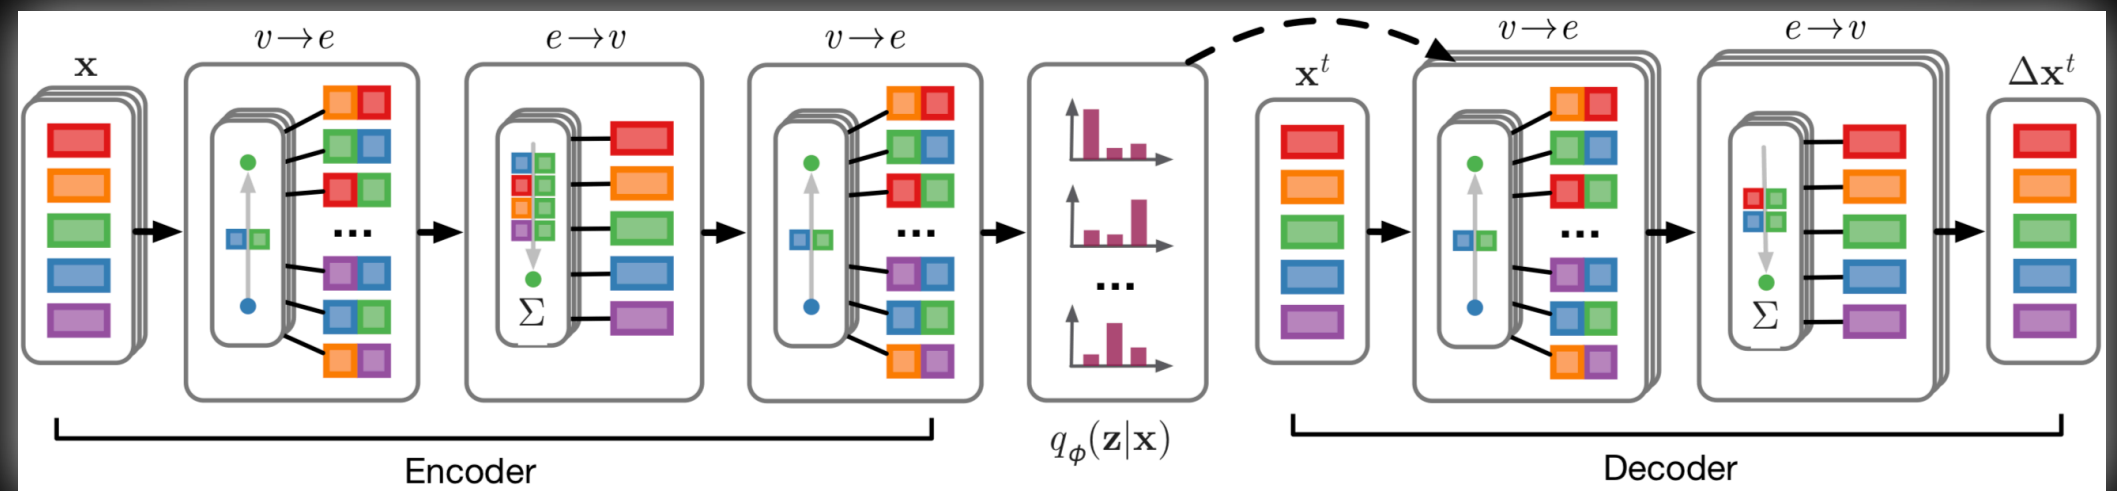 v→e
e→v
v→e
v→e
e→v
x
x^t
Δx^t
...
...
...
...
Σ
Σ
q_ϕ(z|x)
Encoder
Decoder